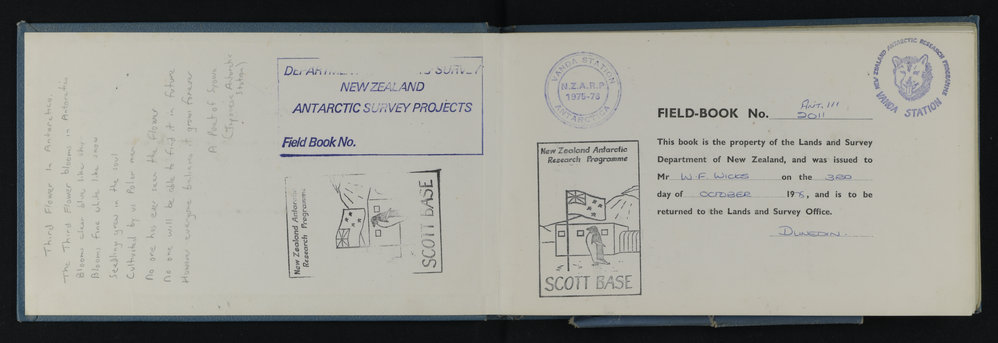 Third Flower In Antarctica.
The Third Flower blooms in Antarctica
Blooms clear blue like sky
Blooms fine white like snow
Seedling grows in the soul
Cultivated by us Polar men.
No one has ever seen the flower
No one will be able to find it in future
However everyone believes it grows forever
A Poet of Syowa
(Japanese Antarctic
Station)
NEW ZEALAND
ANTARCTIC SURVEY PROJECTS
Field Book No.
New Zealand Antarctic
Research Programme
SCOTT BASE
VANDA STATION
N.Z.A.R.P.
1975-76
ANTARCTICA
New Zealand Antarctic
Research Programme
SCOTT BASE
NEW ZEALAND ANTARCTIC RESEARCH PROGRAMME
VANDA STATION
FIELD-BOOK No. Ant. 111
2011
This book is the property of the Lands and Survey
Department of New Zealand, and was issued to
Mr W.F. Wicks on the 3RD
day of OCTOBER 1975, and is to be
returned to the Lands and Survey Office.
DUNEDIN